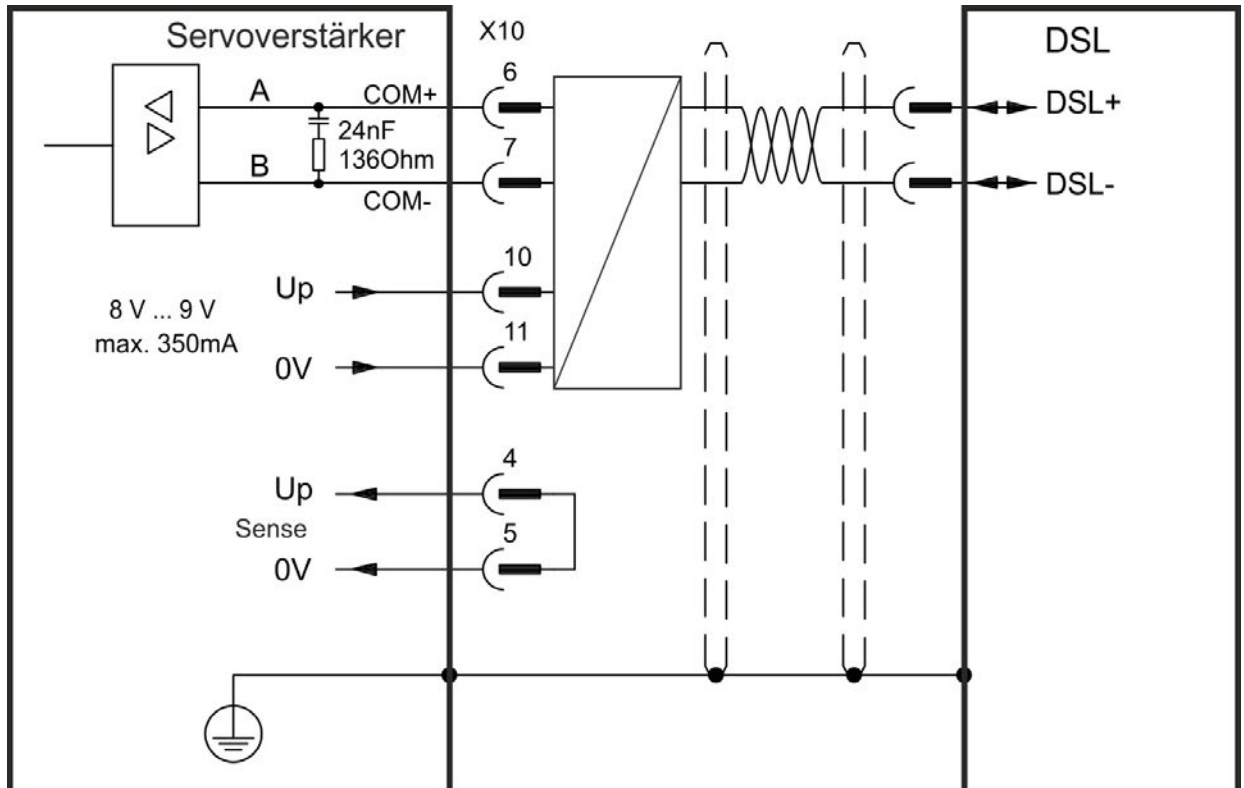 Servoverstärker
X10
DSL
A
COM+
6
DSL+
24nF
136Ohm
7
B
COM-
DSL-
10
Up
8 V ... 9 V
max. 350mA
11
0V
4
Up
Sense
5
0V